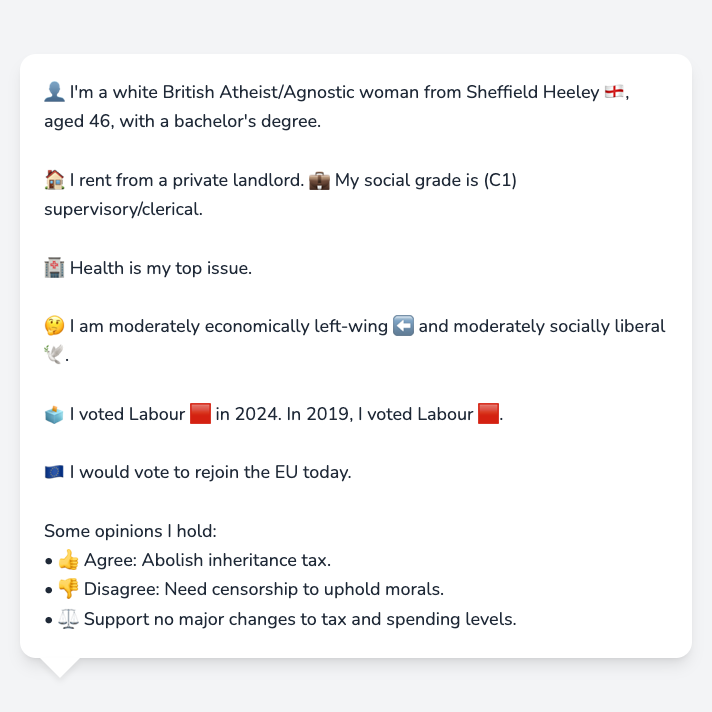 👤 I'm a white British Atheist/Agnostic woman from Sheffield Heeley 🏴󠁧󠁢󠁥󠁮󠁧󠁿,
aged 46, with a bachelor's degree.
🏠 I rent from a private landlord. 💼 My social grade is (C1)
supervisory/clerical.
🏥 Health is my top issue.
🤔 I am moderately economically left-wing ⬅️ and moderately socially liberal
🕊️.
🗳️ I voted Labour 🟥 in 2024. In 2019, I voted Labour 🟥.
🇪🇺 I would vote to rejoin the EU today.
Some opinions I hold:
• 👍 Agree: Abolish inheritance tax.
• 👎 Disagree: Need censorship to uphold morals.
• ⚖️ Support no major changes to tax and spending levels.